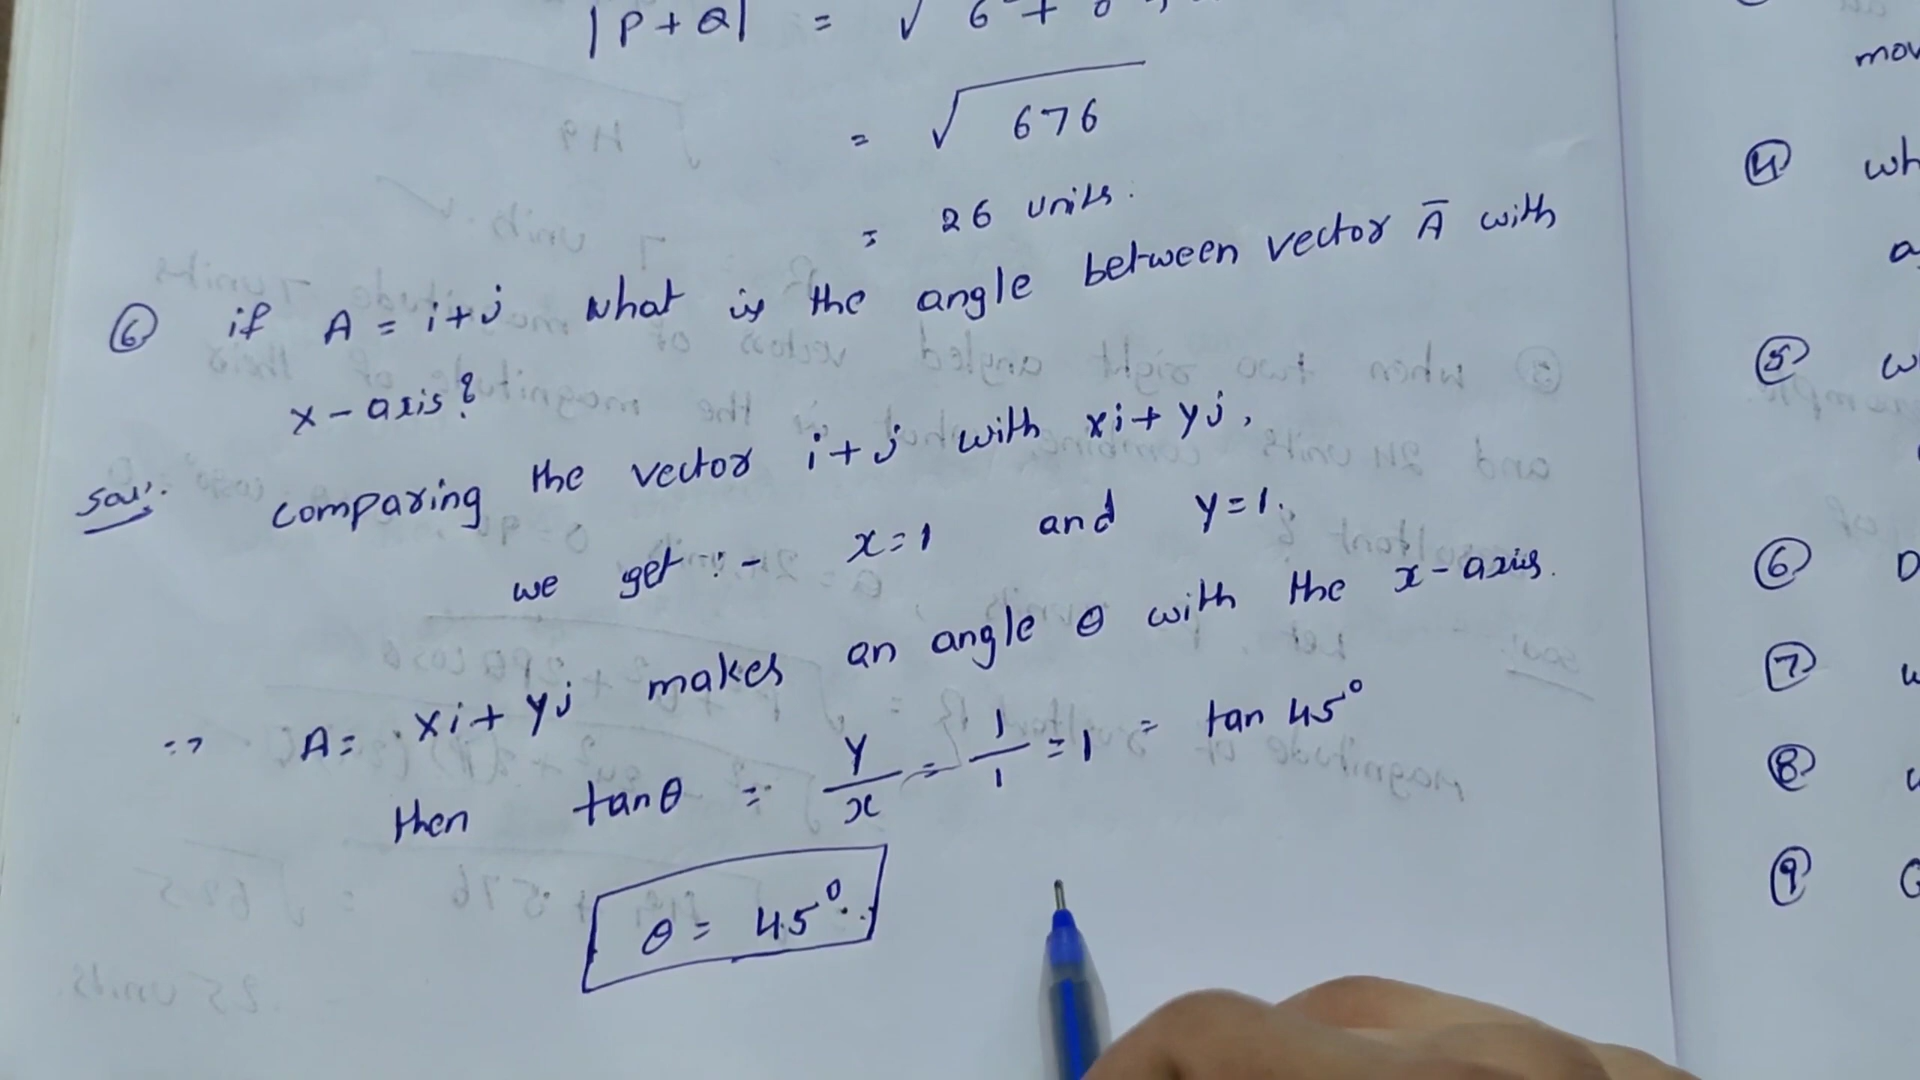 |P+Q| = √
= √676
= 26 units.
⑥ if A = i+j what is the angle between vector A̅ with
x-axis?
Sol:- comparing the vector i+j with xi+yj,
we get :- x=1 and y=1.
A= xi+yj makes an angle θ with the x-axis.
then tanθ = y/x = 1/1 = 1 = tan 45°
θ = 45°.
④ wh
⑤ w
⑥ D
⑦
⑧
⑨ G